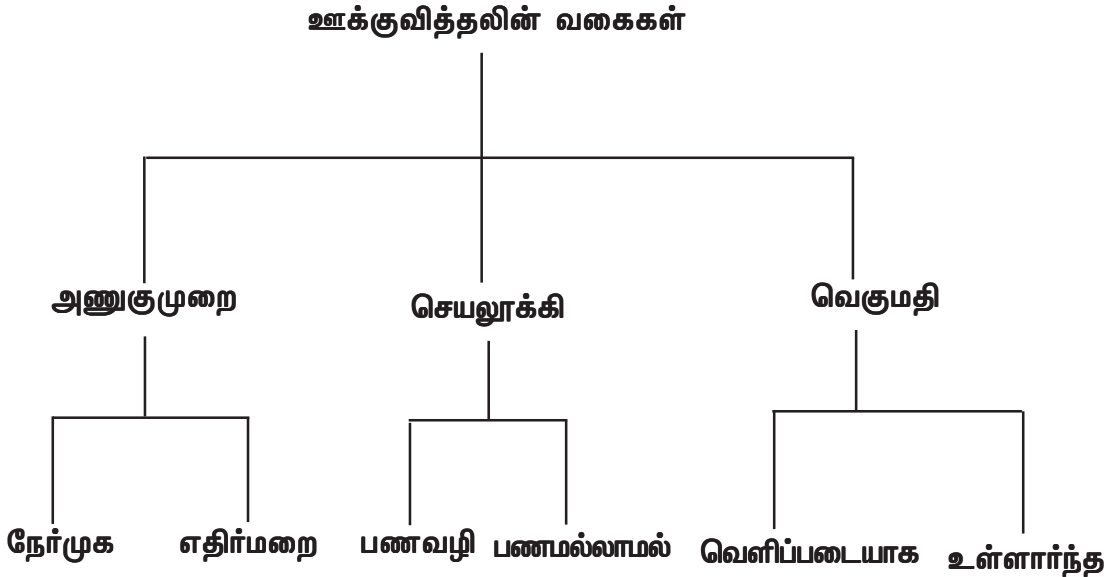 ஊக்குவித்தலின் வகைகள்
அணுகுமுறை
செயலூக்கி
வெகுமதி
நேர்முக
எதிர்மறை
பணவழி
பணமல்லாமல்
வெளிப்படையாக
உள்ளார்ந்த